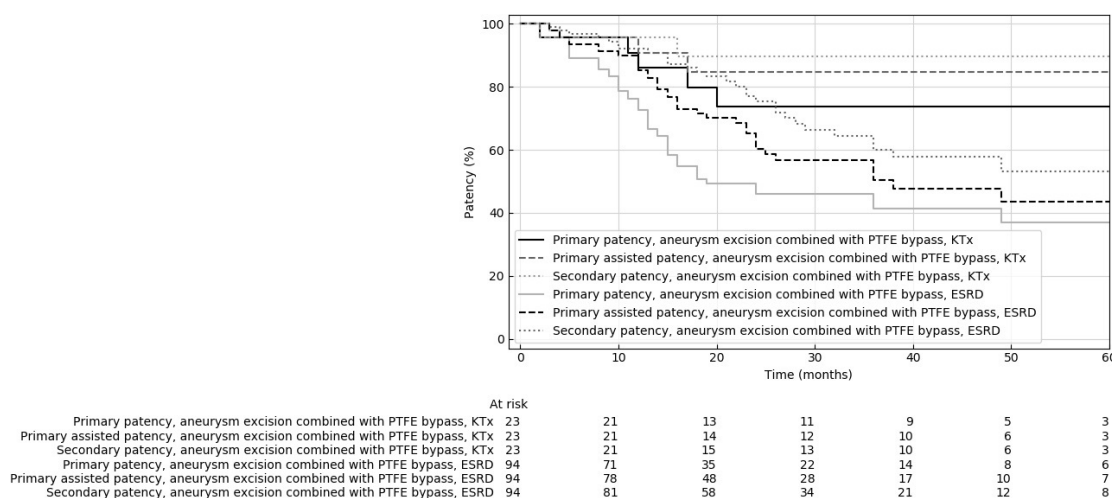 100
80
60
40
20
0
Patency (%)
Primary patency, aneurysm excision combined with PTFE bypass, KTx
Primary assisted patency, aneurysm excision combined with PTFE bypass, KTx
Secondary patency, aneurysm excision combined with PTFE bypass, KTx
Primary patency, aneurysm excision combined with PTFE bypass, ESRD
Primary assisted patency, aneurysm excision combined with PTFE bypass, ESRD
Secondary patency, aneurysm excision combined with PTFE bypass, ESRD
0 10 20 30 40 50 60
Time (months)
At risk
Primary patency, aneurysm excision combined with PTFE bypass, KTx 23 21 13 11 9 5 3
Primary assisted patency, aneurysm excision combined with PTFE bypass, KTx 23 21 14 12 10 6 3
Secondary patency, aneurysm excision combined with PTFE bypass, KTx 23 21 15 13 10 6 3
Primary patency, aneurysm excision combined with PTFE bypass, ESRD 94 71 35 22 14 8 6
Primary assisted patency, aneurysm excision combined with PTFE bypass, ESRD 94 78 48 28 17 10 7
Secondary patency, aneurysm excision combined with PTFE bypass, ESRD 94 81 58 34 21 12 8